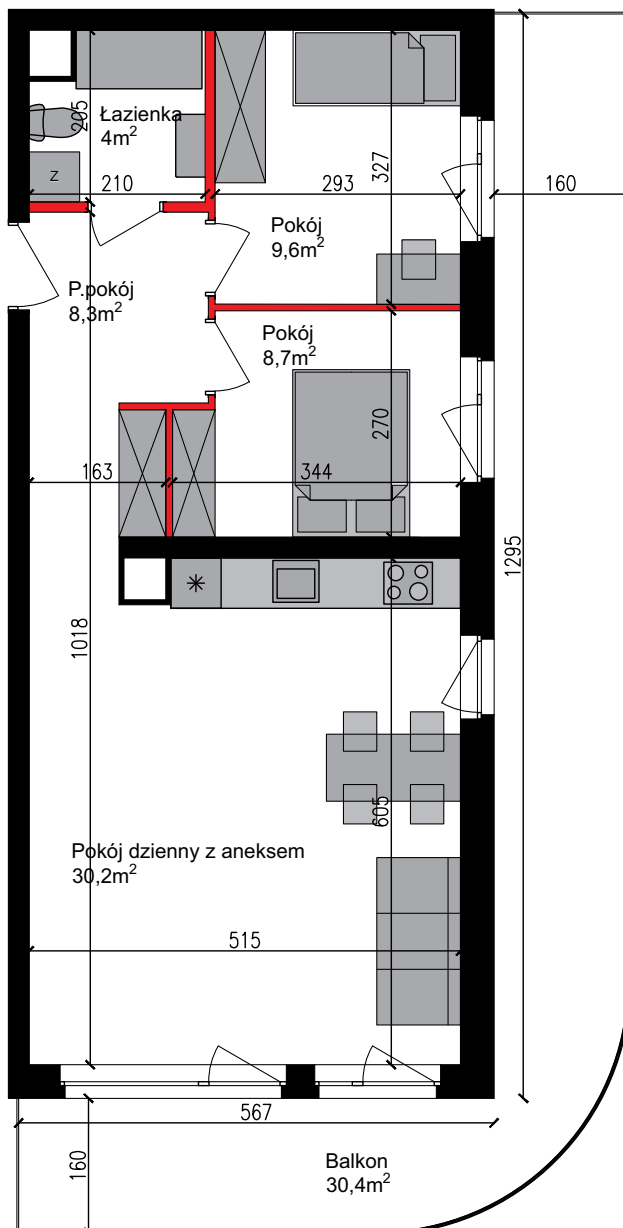 205
Łazienka
4m²
z
210
293
327
160
Pokój
9,6m²
P.pokój
8,3m²
Pokój
8,7m²
270
163
344
1295
1018
605
Pokój dzienny z aneksem
30,2m²
515
567
160
Balkon
30,4m²